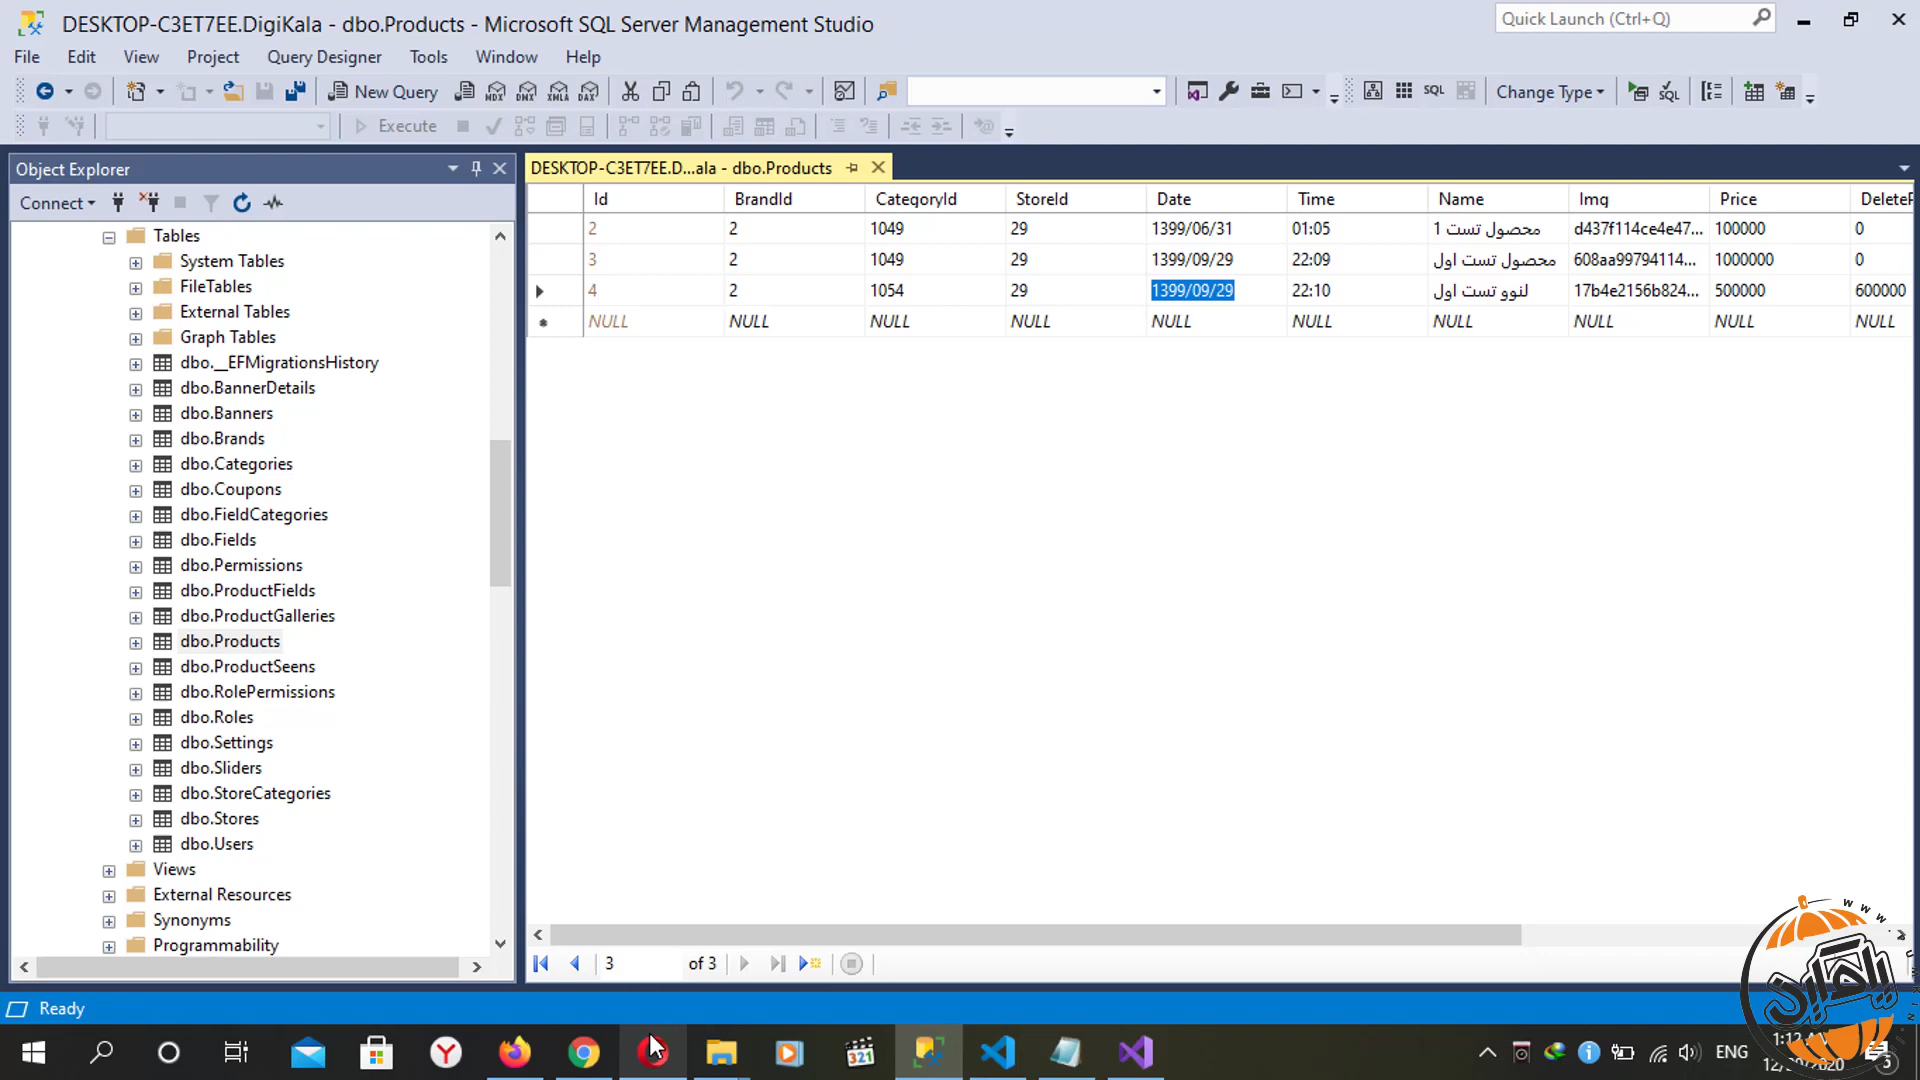 DESKTOP-C3ET7EE.DigiKala - dbo.Products - Microsoft SQL Server Management Studio
Quick Launch (Ctrl+Q)
File Edit View Project Query Designer Tools Window Help
New Query MDX DMX XMLA DAX SQL Change Type
Execute
Object Explorer
DESKTOP-C3ET7EE.D...ala - dbo.Products
Connect
Id BrandId CategoryId StoreId Date Time Name Img Price
2 2 1049 29 1399/06/31 01:05 محصول تست 1 d437f114ce4e47... 100000 0
3 2 1049 29 1399/09/29 22:09 محصول تست اول 608aa99794114... 1000000 0
4 2 1054 29 1399/09/29 22:10 لنوو تست اول 17b4e2156b824... 500000 600000
NULL NULL NULL NULL NULL NULL NULL NULL NULL NULL
Tables
System Tables
FileTables
External Tables
Graph Tables
dbo.__EFMigrationsHistory
dbo.BannerDetails
dbo.Banners
dbo.Brands
dbo.Categories
dbo.Coupons
dbo.FieldCategories
dbo.Fields
dbo.Permissions
dbo.ProductFields
dbo.ProductGalleries
dbo.Products
dbo.ProductSeens
dbo.RolePermissions
dbo.Roles
dbo.Settings
dbo.Sliders
dbo.StoreCategories
dbo.Stores
dbo.Users
Views
External Resources
Synonyms
Programmability
3 of 3
Ready
321
ENG